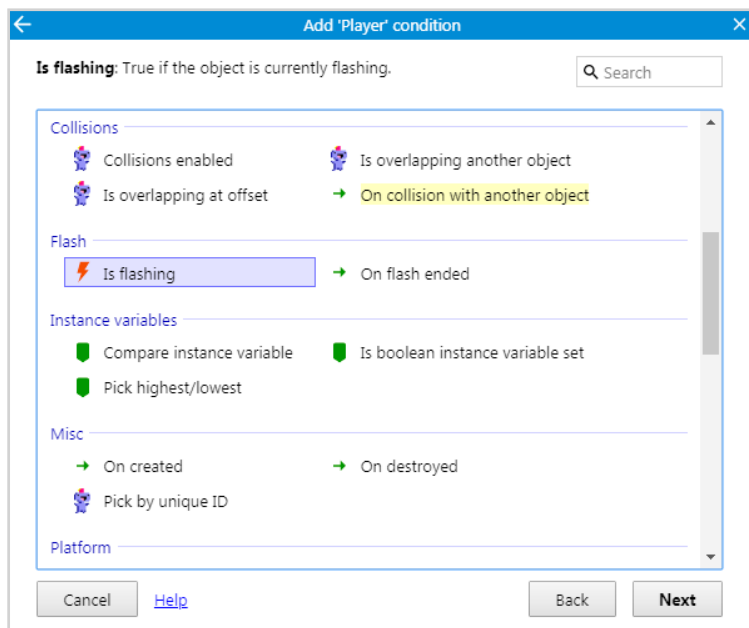 Add 'Player' condition
Is flashing: True if the object is currently flashing.
Search
Collisions
Collisions enabled
Is overlapping another object
Is overlapping at offset
On collision with another object
Flash
Is flashing
On flash ended
Instance variables
Compare instance variable
Is boolean instance variable set
Pick highest/lowest
Misc
On created
On destroyed
Pick by unique ID
Platform
Cancel
Help
Back
Next